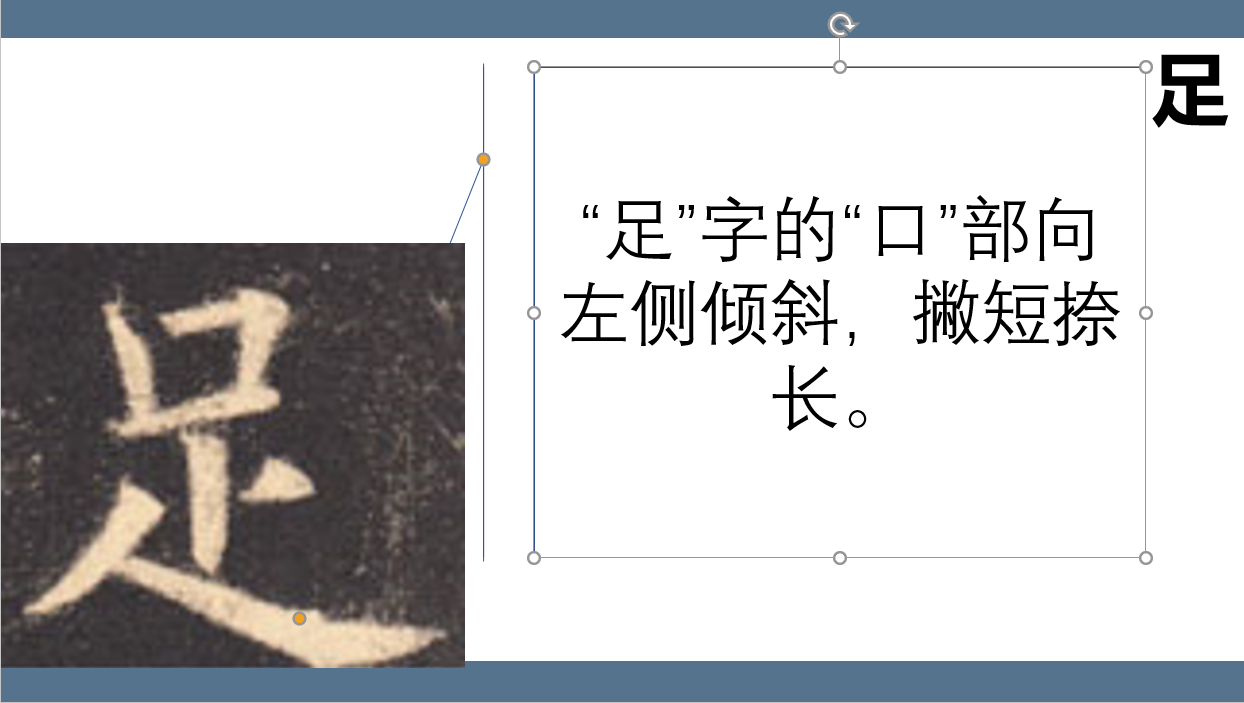 足
“足”字的“口”部向
左侧倾斜，撇短捺
长。
足